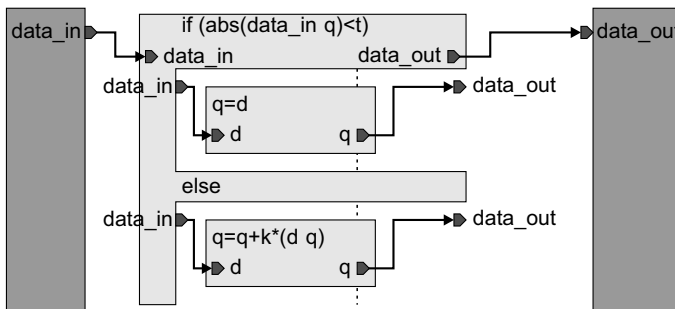 if (abs(data_in q)<t)
data_in
data_in
data_out
data_out
data_in
data_out
q=d
d
q
else
data_in
data_out
q=q+k*(d q)
d
q